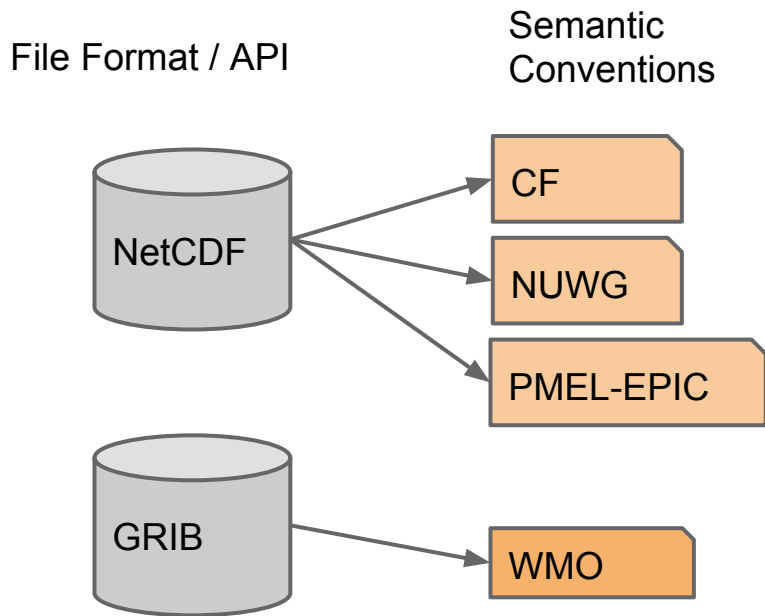 File Format / API
Semantic
Conventions
NetCDF
CF
NUWG
PMEL-EPIC
GRIB
WMO